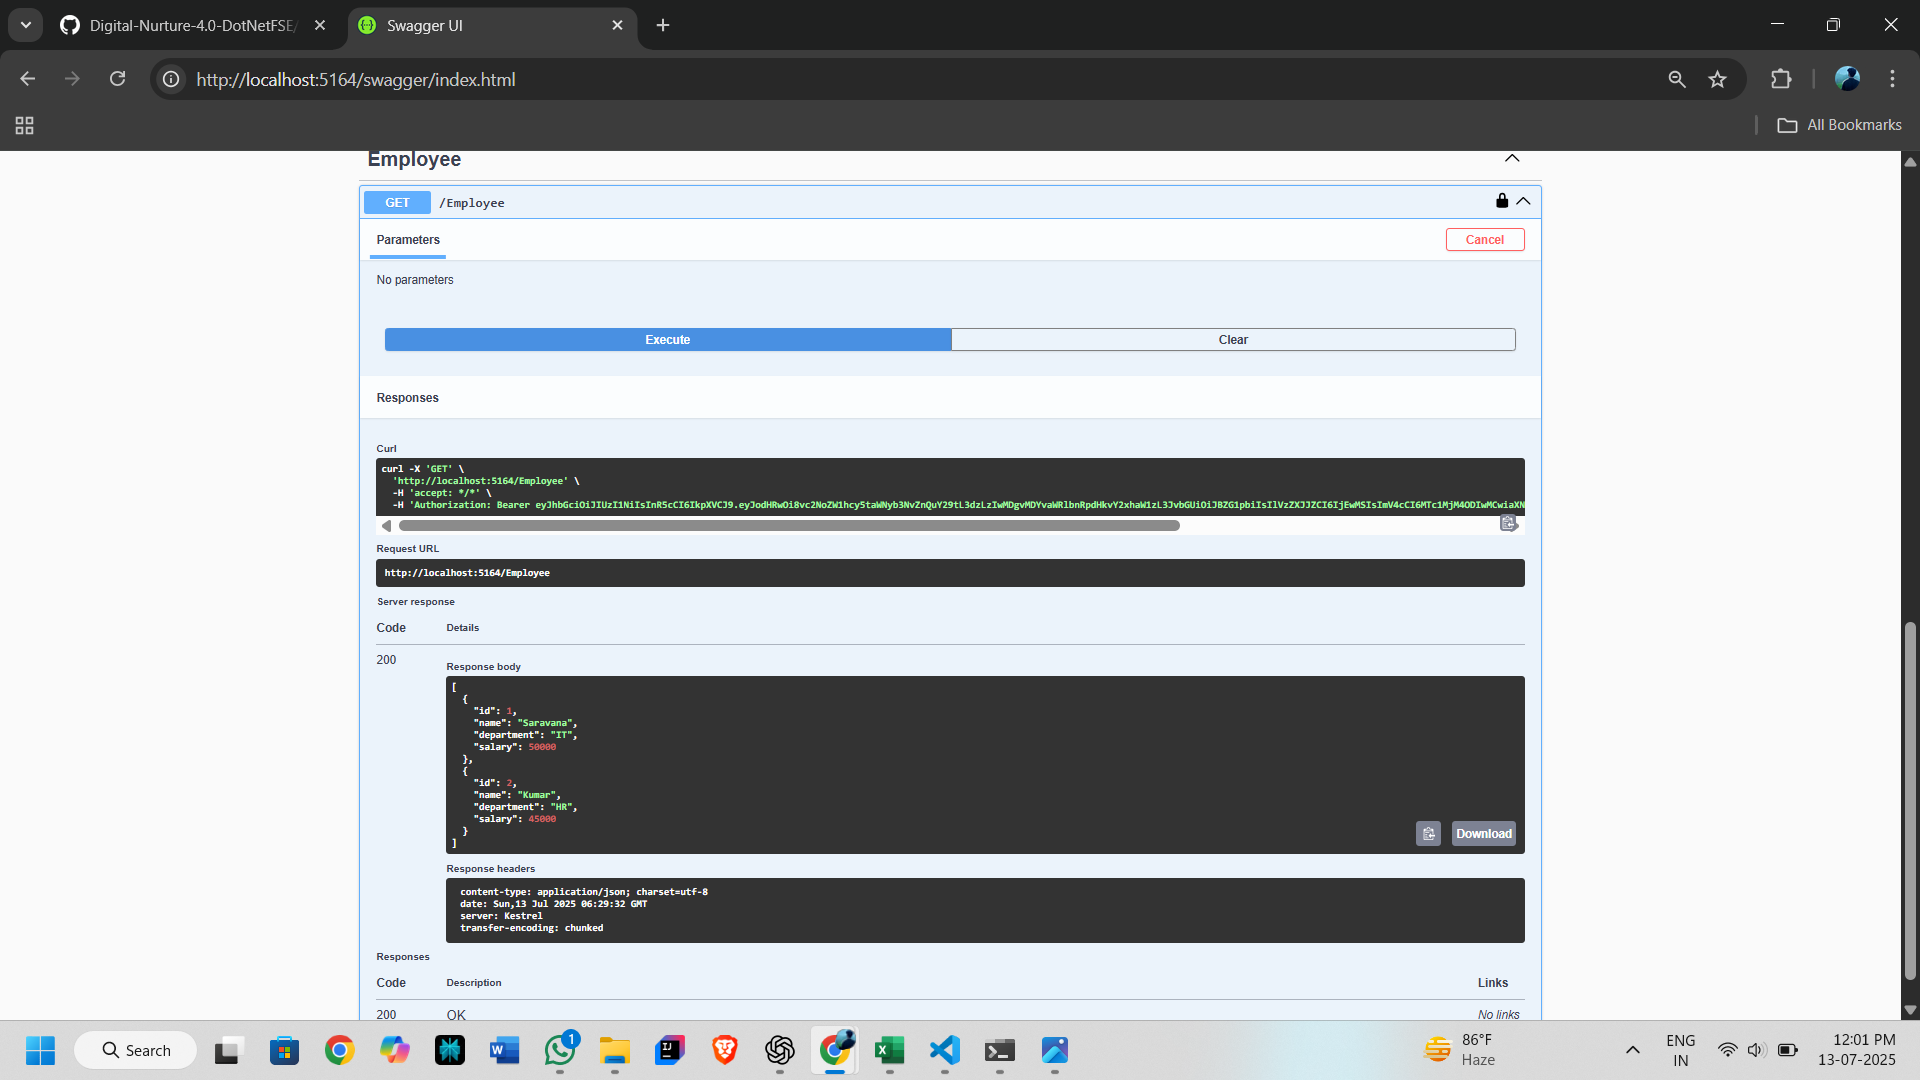 Digital-Nurture-4.0-DotNetFSE/
Swagger UI
http://localhost:5164/swagger/index.html
All Bookmarks
Employee
GET /Employee
Parameters
Cancel
No parameters
Execute
Clear
Responses
Curl
curl -X 'GET' \
'http://localhost:5164/Employee' \
-H 'accept: */*' \
-H 'Authorization: Bearer
Request URL
http://localhost:5164/Employee
Server response
Code Details
200
Response body
[
{
"id": 1,
"name": "Saravana",
"department": "IT",
"salary": 50000
},
{
"id": 2,
"name": "Kumar",
"department": "HR",
"salary": 45000
}
]
Download
Response headers
content-type: application/json; charset=utf-8
date: Sun,13 Jul 2025 06:29:32 GMT
server: Kestrel
transfer-encoding: chunked
Responses
Code Description Links
200 OK No links
Search
1
86°F
Haze
ENG
IN
12:01 PM
13-07-2025